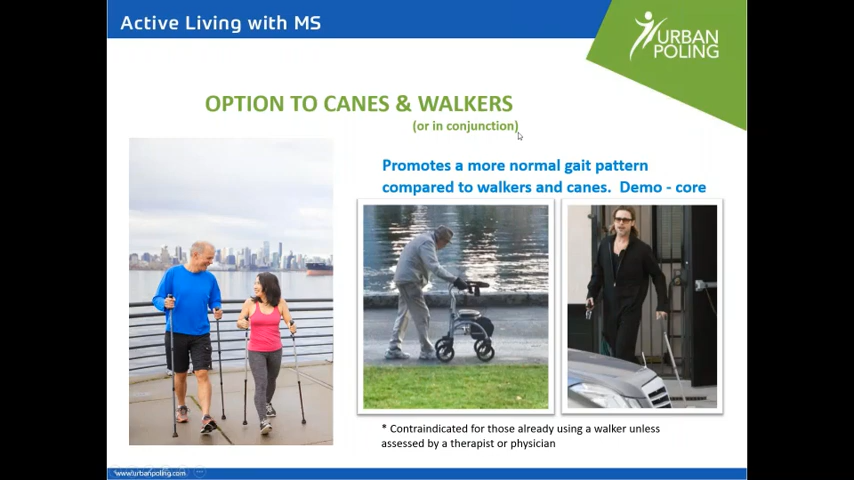 Active Living with MS
URBAN
POLING
OPTION TO CANES & WALKERS
(or in conjunction)
Promotes a more normal gait pattern
compared to walkers and canes.  Demo - core
* Contraindicated for those already using a walker unless
assessed by a therapist or physician
www.urbanpoling.com